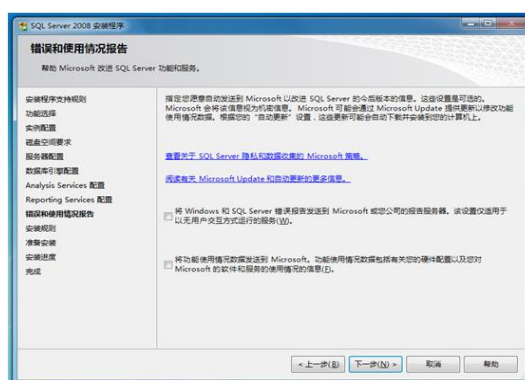 SQL Server 2008 安装程序
错误和使用情况报告
帮助 Microsoft 改进 SQL Server 功能和服务。
安装程序支持规则
功能选择
实例配置
磁盘空间要求
服务器配置
数据库引擎配置
Analysis Services 配置
Reporting Services 配置
错误和使用情况报告
安装规则
准备安装
安装进度
完成
指定您愿意自动发送到 Microsoft 以改进 SQL Server 的今后版本的信息。这些设置是可选的。
Microsoft 会将该信息视为机密信息。Microsoft 可能会通过 Microsoft Update 提供更新以修改功能
使用情况数据。根据您的“自动更新”设置，这些更新可能会自动下载并安装到您的计算机上。
查看关于 SQL Server 隐私和数据收集的 Microsoft 策略。
阅读有关 Microsoft Update 和自动更新的更多信息。
将 Windows 和 SQL Server 错误报告发送到 Microsoft 或您公司的报告服务器。该设置仅适用于
以无用户交互方式运行的服务(W)。
将功能使用情况数据发送到 Microsoft。功能使用情况数据包括有关您的硬件配置以及您对
Microsoft 的软件和服务的使用情况的信息(F)。
< 上一步(B)
下一步(N) >
取消
帮助